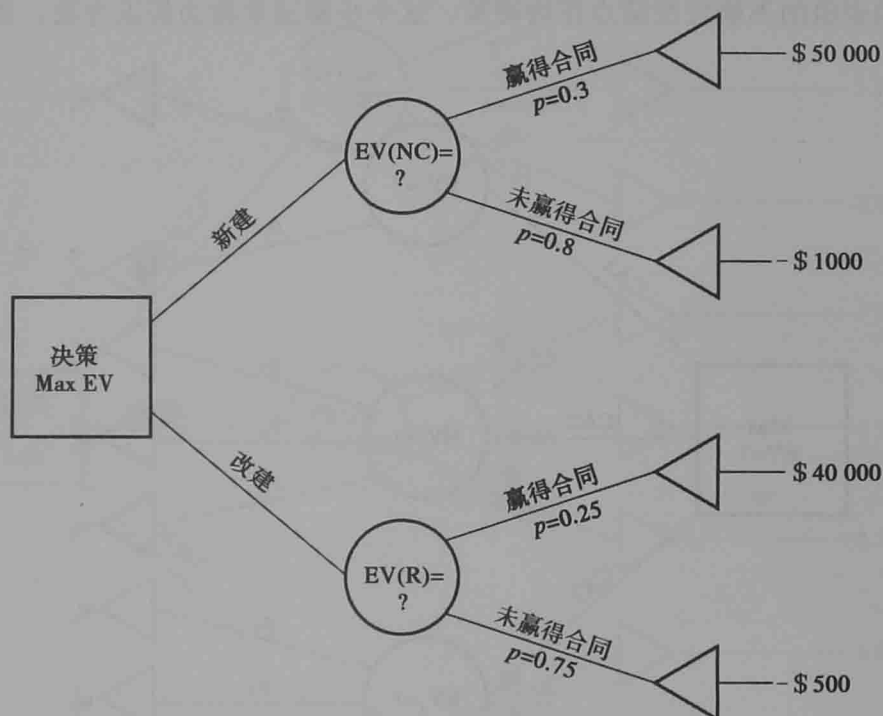 赢得合同
p=0.3
$ 50 000
EV(NC)=
?
未赢得合同
p=0.8
- $ 1000
新建
决策
Max EV
改建
赢得合同
p=0.25
$ 40 000
EV(R)=
?
未赢得合同
p=0.75
- $ 500